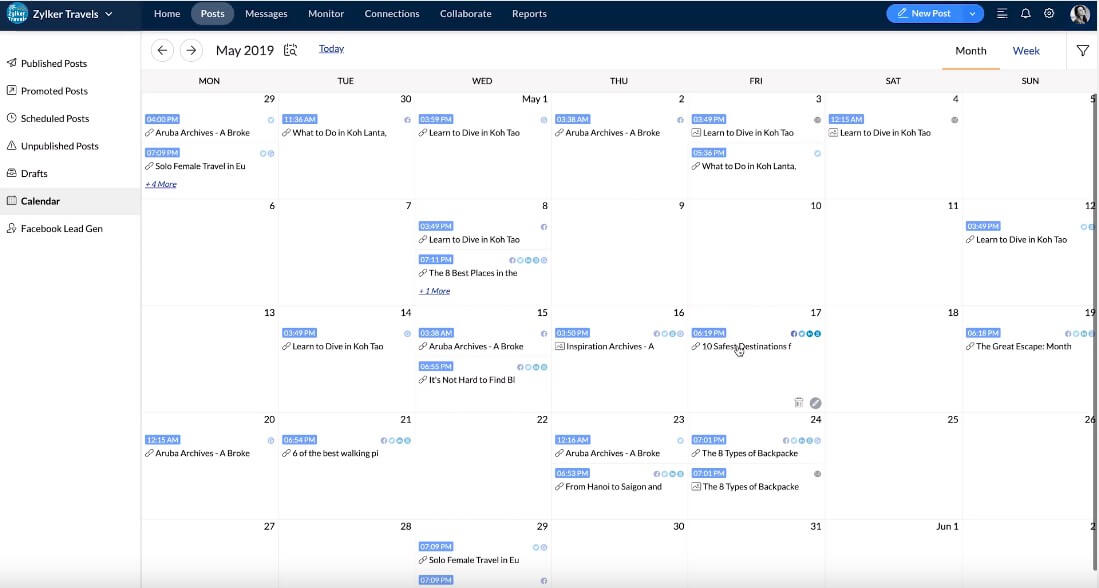 Zylker Travels
Zylker Travels Home Posts Messages Monitor Connections Collaborate Reports New Post
Published Posts
Promoted Posts
Scheduled Posts
Unpublished Posts
Drafts
Calendar
Facebook Lead Gen
May 2019 Today Month Week
MON TUE WED THU FRI SAT SUN
29 30 May 1 2 3 4 5
04:00 PM 11:36 AM 03:59 PM 03:38 AM 03:49 PM 12:15 AM
Aruba Archives - A Broke What to Do in Koh Lanta, Learn to Dive in Koh Tao Aruba Archives - A Broke Learn to Dive in Koh Tao Learn to Dive in Koh Tao
07:09 PM 05:36 PM
Solo Female Travel in Eu What to Do in Koh Lanta,
+ 4 More
6 7 8 9 10 11 12
03:49 PM 03:49 PM
Learn to Dive in Koh Tao Learn to Dive in Koh Tao
07:11 PM
The 8 Best Places in the
+ 1 More
13 14 15 16 17 18 19
03:49 PM 03:38 AM 03:50 PM 06:19 PM 06:18 PM
Learn to Dive in Koh Tao Aruba Archives - A Broke Inspiration Archives - A 10 Safest Destinations f The Great Escape: Month
06:55 PM
It's Not Hard to Find Bl
20 21 22 23 24 25 26
12:15 AM 06:54 PM 12:16 AM 07:01 PM
Aruba Archives - A Broke 6 of the best walking pi Aruba Archives - A Broke The 8 Types of Backpacke
06:53 PM 07:01 PM
From Hanoi to Saigon and The 8 Types of Backpacke
27 28 29 30 31 Jun 1 2
07:09 PM
Solo Female Travel in Eu
07:09 PM